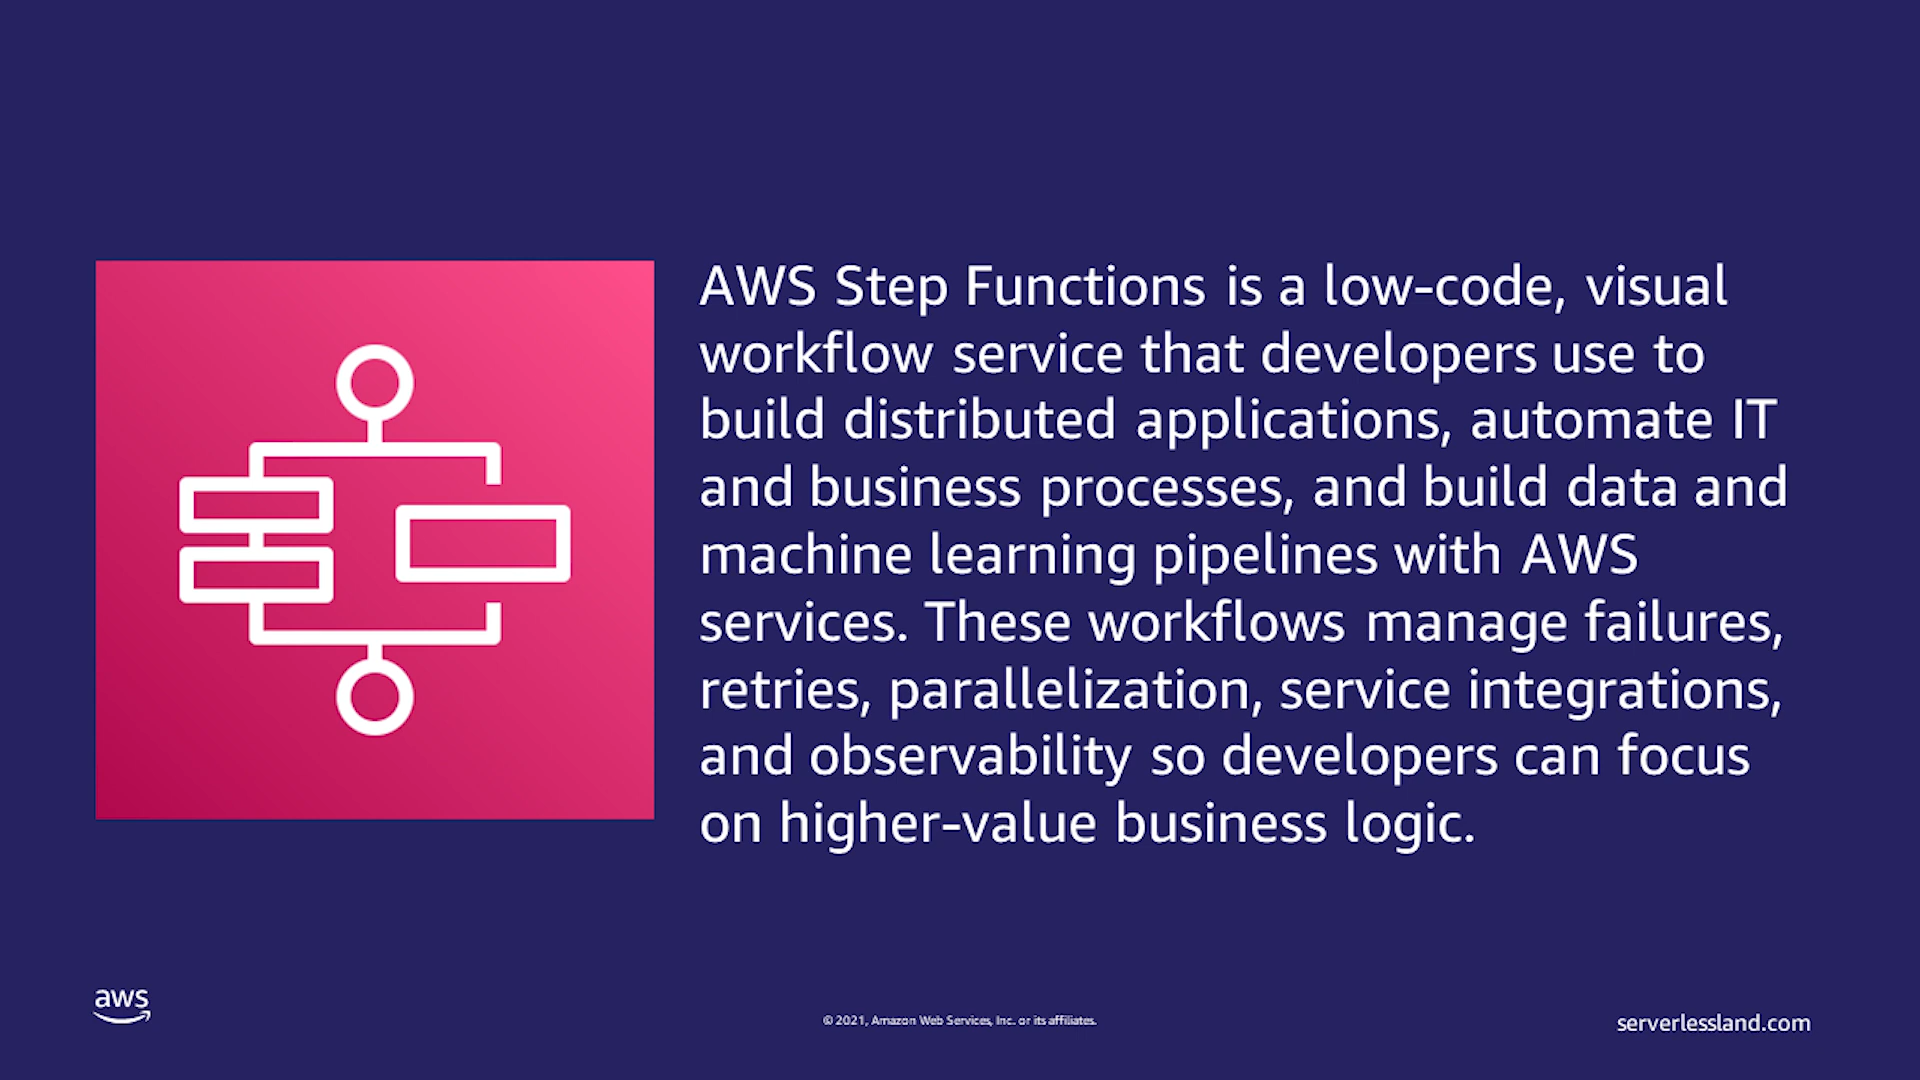 AWS Step Functions is a low-code, visual
workflow service that developers use to
build distributed applications, automate IT
and business processes, and build data and
machine learning pipelines with AWS
services. These workflows manage failures,
retries, parallelization, service integrations,
and observability so developers can focus
on higher-value business logic.
aws
© 2021, Amazon Web Services, Inc. or its affiliates.
serverlessland.com